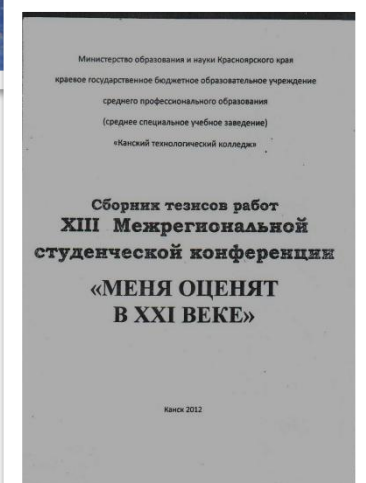 Министерство образования и науки Красноярского края
краевое государственное бюджетное образовательное учреждение
среднего профессионального образования
(среднее специальное учебное заведение)
«Канский технологический колледж»
Сборник тезисов работ
XIII Межрегиональной
студенческой конференции
«МЕНЯ ОЦЕНЯТ
В XXI ВЕКЕ»
Канск 2012